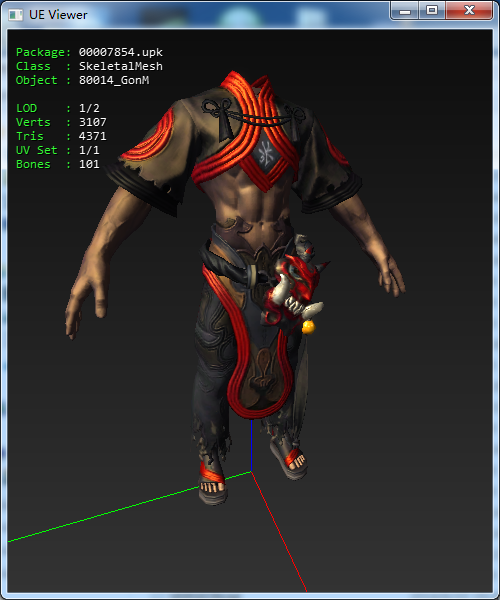 UE Viewer
Package: 00007854.upk
Class : SkeletalMesh
Object : 80014_GonM
LOD : 1/2
Verts : 3107
Tris : 4371
UV Set : 1/1
Bones : 101